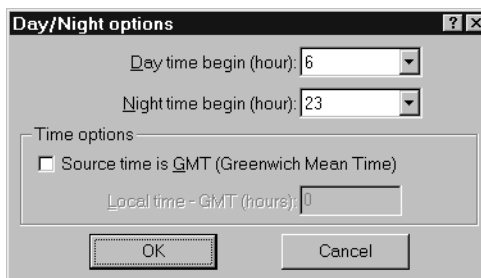 Day/Night options
Day time begin (hour): 6
Night time begin (hour): 23
Time options
Source time is GMT (Greenwich Mean Time)
Local time - GMT (hours): 0
OK Cancel